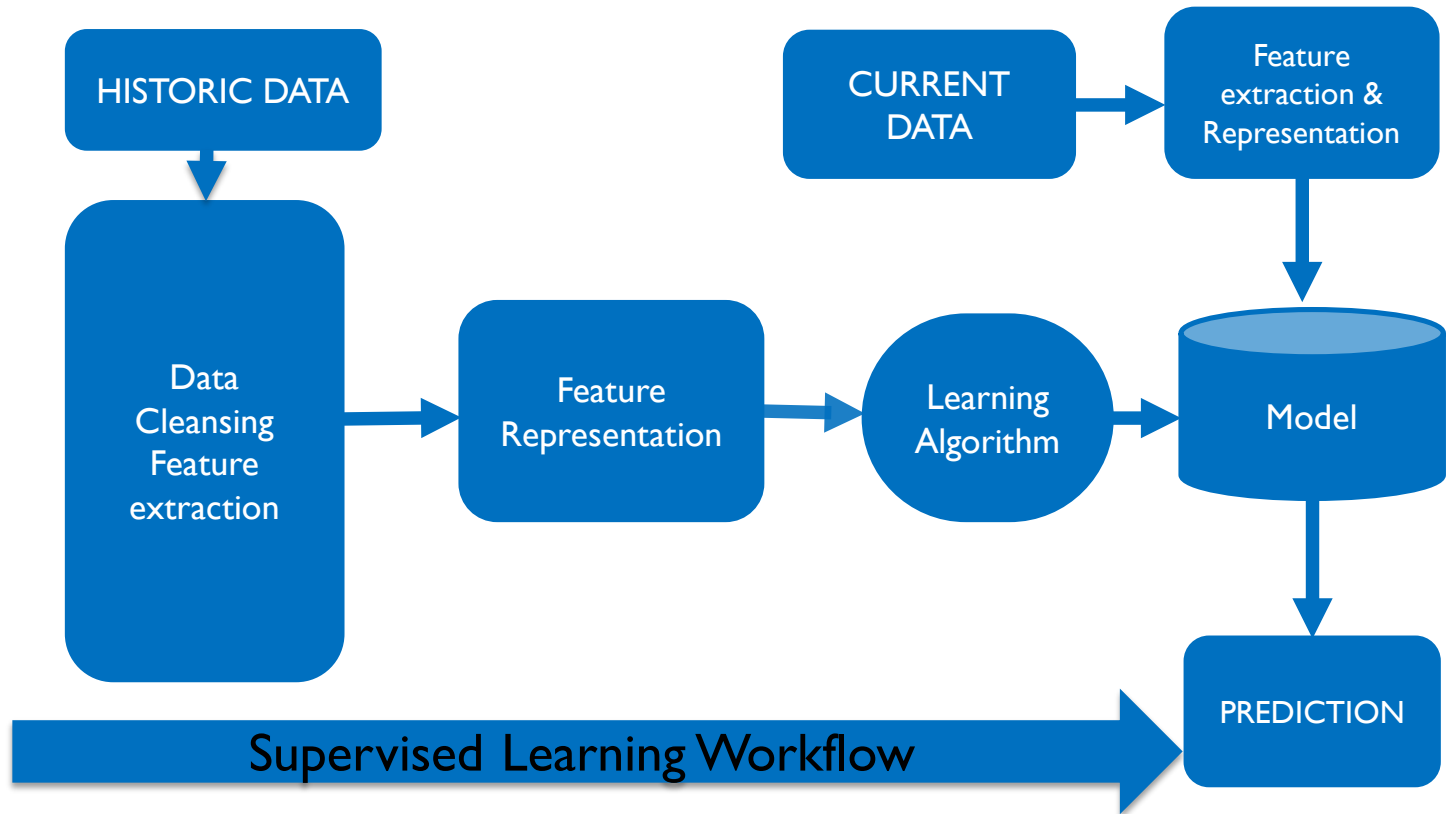 HISTORIC DATA
CURRENT
DATA
Feature
extraction &
Representation
Data
Cleansing
Feature
extraction
Feature
Representation
Learning
Algorithm
Model
PREDICTION
Supervised Learning Workflow